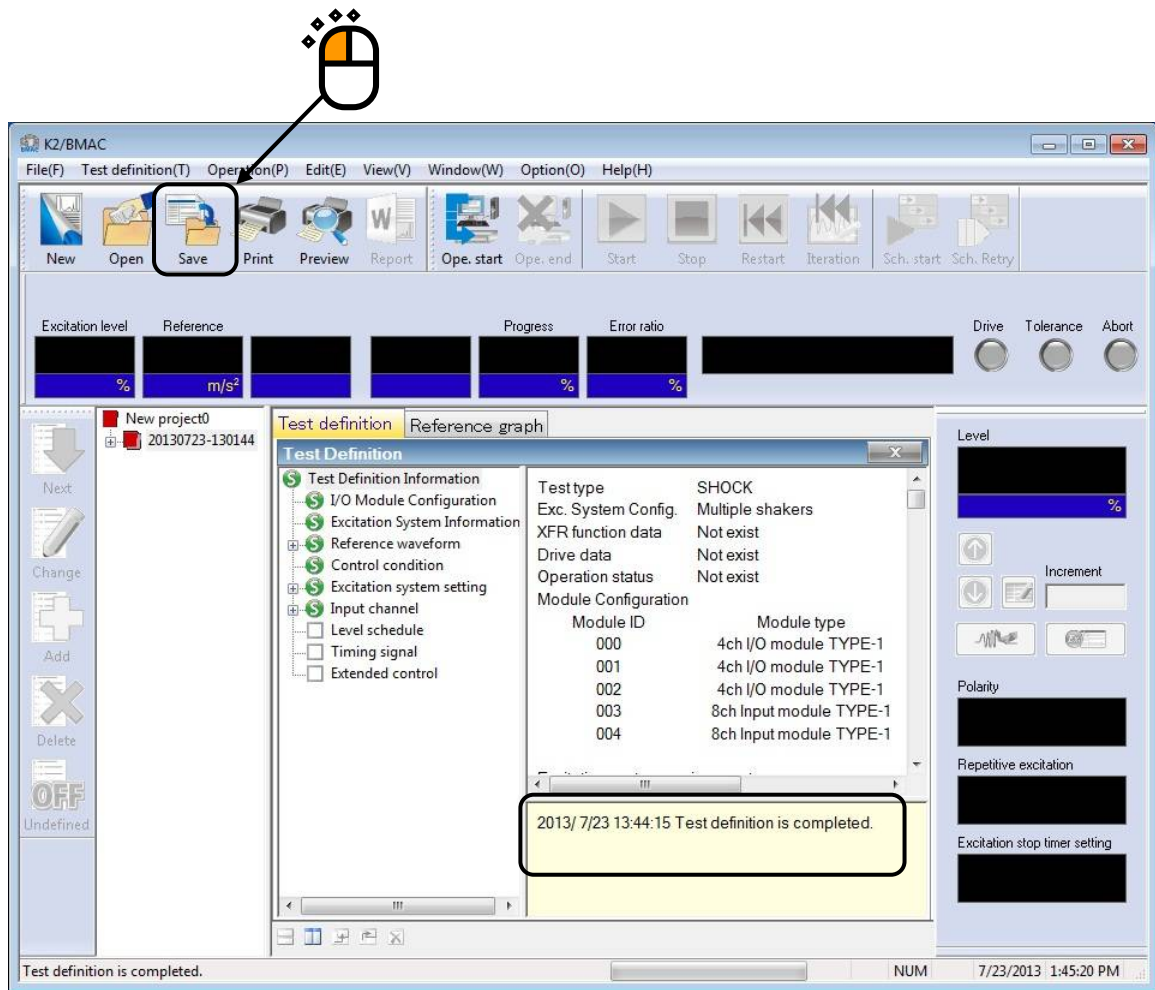 K2/BMAC
File(F) Test definition(T) Operation(P) Edit(E) View(V) Window(W) Option(O) Help(H)
New Open Save Print Preview Report Ope. start Ope. end Start Stop Restart Iteration Sch. start Sch. Retry
Excitation level Reference Progress Error ratio Drive Tolerance Abort
% m/s² % %
New project0
20130723-130144
Next
Change
Add
Delete
OFF
Undefined
Test definition Reference graph
Test Definition
Test Definition Information
I/O Module Configuration
Excitation System Information
Reference waveform
Control condition
Excitation system setting
Input channel
Level schedule
Timing signal
Extended control
Test type SHOCK
Exc. System Config. Multiple shakers
XFR function data Not exist
Drive data Not exist
Operation status Not exist
Module Configuration
Module ID Module type
000 4ch I/O module TYPE-1
001 4ch I/O module TYPE-1
002 4ch I/O module TYPE-1
003 8ch Input module TYPE-1
004 8ch Input module TYPE-1
2013/ 7/23 13:44:15 Test definition is completed.
Level
%
Increment
Polarity
Repetitive excitation
Excitation stop timer setting
Test definition is completed. NUM 7/23/2013 1:45:20 PM